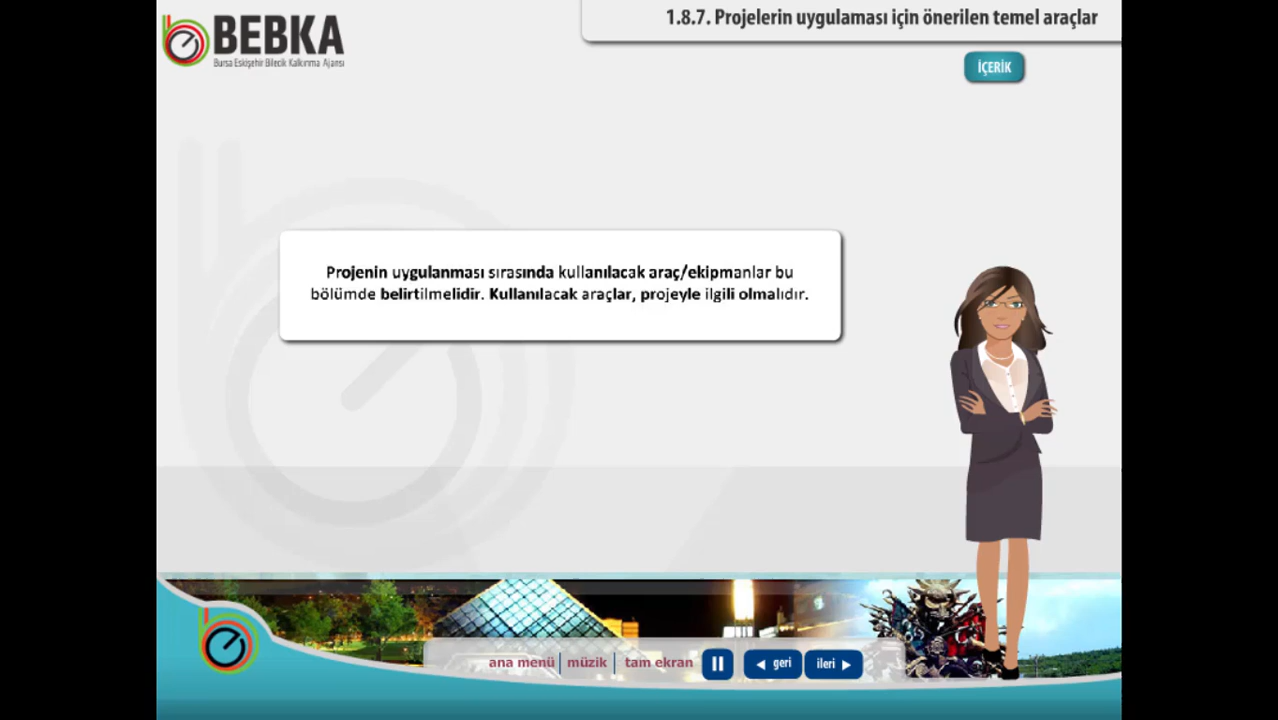 BEBKA
Bursa Eskişehir Bilecik Kalkınma Ajansı
1.8.7. Projelerin uygulaması için önerilen temel araçlar
İÇERİK
Projenin uygulanması sırasında kullanılacak araç/ekipmanlar bu
bölümde belirtilmelidir. Kullanılacak araçlar, projeyle ilgili olmalıdır.
ana menü | müzik | tam ekran
geri
ileri